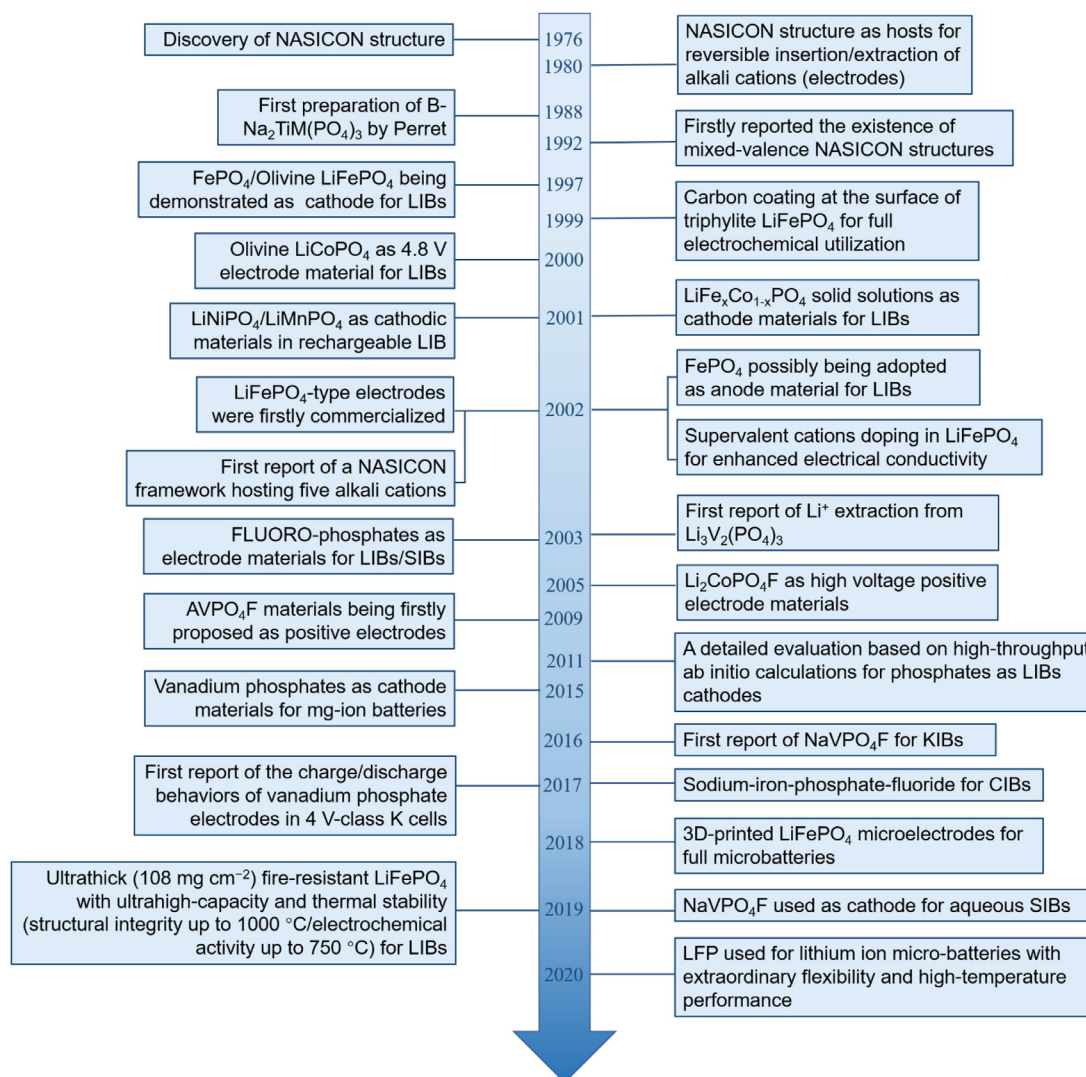 Discovery of NASICON structure
1976
NASICON structure as hosts for
reversible insertion/extraction of
alkali cations (electrodes)
1980
First preparation of B-
Na₂TiM(PO₄)₃ by Perret
1988
Firstly reported the existence of
mixed-valence NASICON structures
1992
FePO₄/Olivine LiFePO₄ being
demonstrated as cathode for LIBs
1997
Carbon coating at the surface of
triphylite LiFePO₄ for full
electrochemical utilization
1999
Olivine LiCoPO₄ as 4.8 V
electrode material for LIBs
2000
LiNiPO₄/LiMnPO₄ as cathodic
materials in rechargeable LIB
2001
LiFeₓCo₁₋ₓPO₄ solid solutions as
cathode materials for LIBs
LiFePO₄-type electrodes
were firstly commercialized
First report of a NASICON
framework hosting five alkali cations
2002
FePO₄ possibly being adopted
as anode material for LIBs
Supervalent cations doping in LiFePO₄
for enhanced electrical conductivity
FLUORO-phosphates as
electrode materials for LIBs/SIBs
2003
First report of Li⁺ extraction from
Li₃V₂(PO₄)₃
2005
Li₂CoPO₄F as high voltage positive
electrode materials
AVPO₄F materials being firstly
proposed as positive electrodes
2009
2011
A detailed evaluation based on high-throughput
ab initio calculations for phosphates as LIBs
cathodes
Vanadium phosphates as cathode
materials for mg-ion batteries
2015
2016
First report of NaVPO₄F for KIBs
First report of the charge/discharge
behaviors of vanadium phosphate
electrodes in 4 V-class K cells
2017
Sodium-iron-phosphate-fluoride for CIBs
2018
3D-printed LiFePO₄ microelectrodes for
full microbatteries
Ultrathick (108 mg cm⁻²) fire-resistant LiFePO₄
with ultrahigh-capacity and thermal stability
(structural integrity up to 1000 °C/electrochemical
activity up to 750 °C) for LIBs
2019
NaVPO₄F used as cathode for aqueous SIBs
2020
LFP used for lithium ion micro-batteries with
extraordinary flexibility and high-temperature
performance